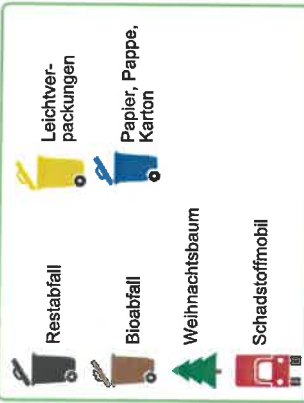 Restabfall
Leichtver-
packungen
Bioabfall
Papier, Pappe,
Karton
Weihnachtsbaum
Schadstoffmobil